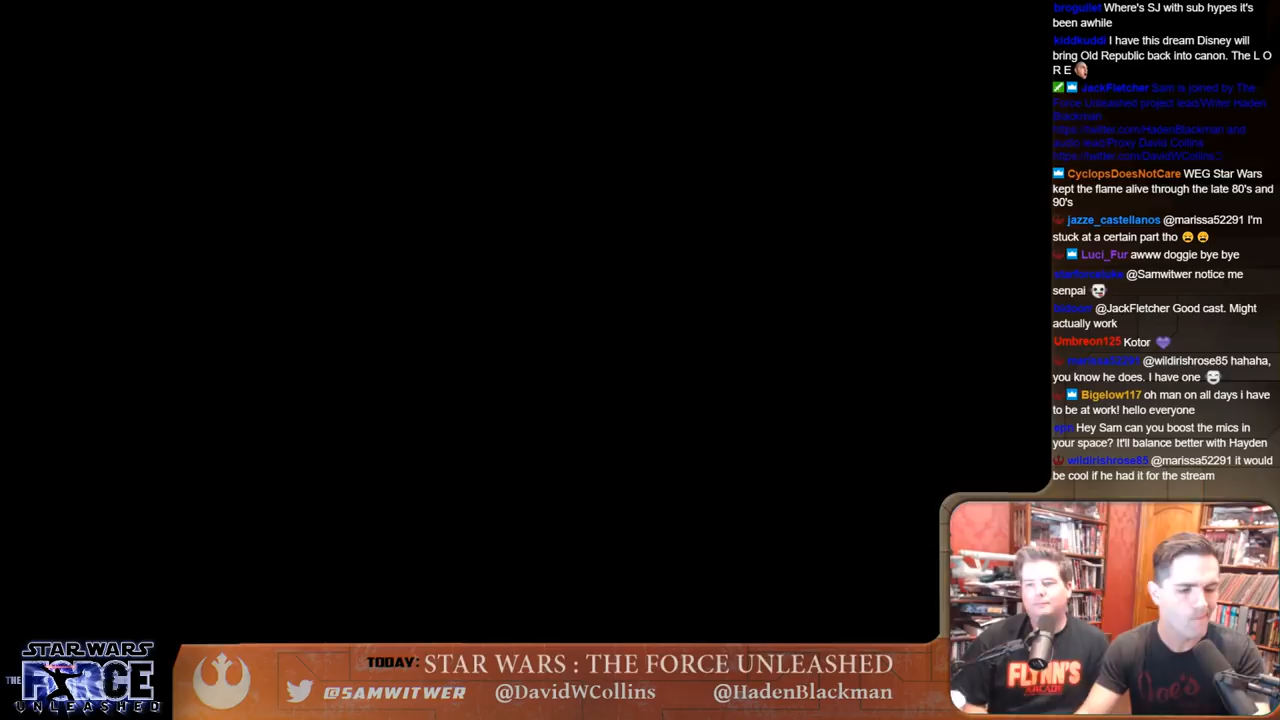 brogullet Where's SJ with sub hypes it's
been awhile
kiddkuddi I have this dream Disney will
bring Old Republic back into canon. The L O
R E
JackFletcher Sam is joined by The
Force Unleashed project lead/Writer Haden
Blackman
https://twitter.com/HadenBlackman and
audio lead/Proxy David Collins
https://twitter.com/DavidWCollins
CyclopsDoesNotCare WEG Star Wars
kept the flame alive through the late 80's and
90's
jazze_castellanos @marissa52291 I'm
stuck at a certain part tho
Luci_Fur awww doggie bye bye
@Samwitwer notice me
senpai
@JackFletcher Good cast. Might
actually work
Umbreon125 Kotor
marissa52291 @wildirishrose85 hahaha,
you know he does. I have one
Bigelow117 oh man on all days i have
to be at work! hello everyone
Hey Sam can you boost the mics in
your space? It'll balance better with Hayden
wildirishrose85 @marissa52291 it would
be cool if he had it for the stream
FLYNN'S
ARCADE
Joe's
STAR WARS
THE FORCE
UNLEASHED
TODAY: STAR WARS : THE FORCE UNLEASHED
@SAMWITWER @DavidWCollins @HadenBlackman